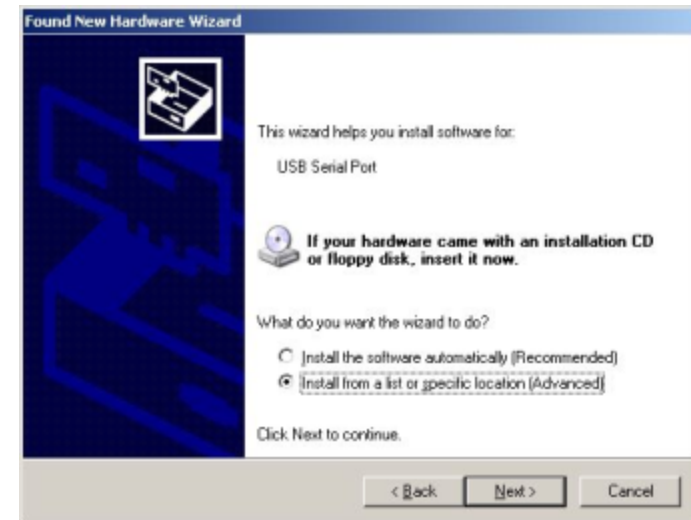 Found New Hardware Wizard
This wizard helps you install software for:
USB Serial Port
If your hardware came with an installation CD
or floppy disk, insert it now.
What do you want the wizard to do?
Install the software automatically (Recommended)
Install from a list or specific location (Advanced)
Click Next to continue.
< Back
Next >
Cancel